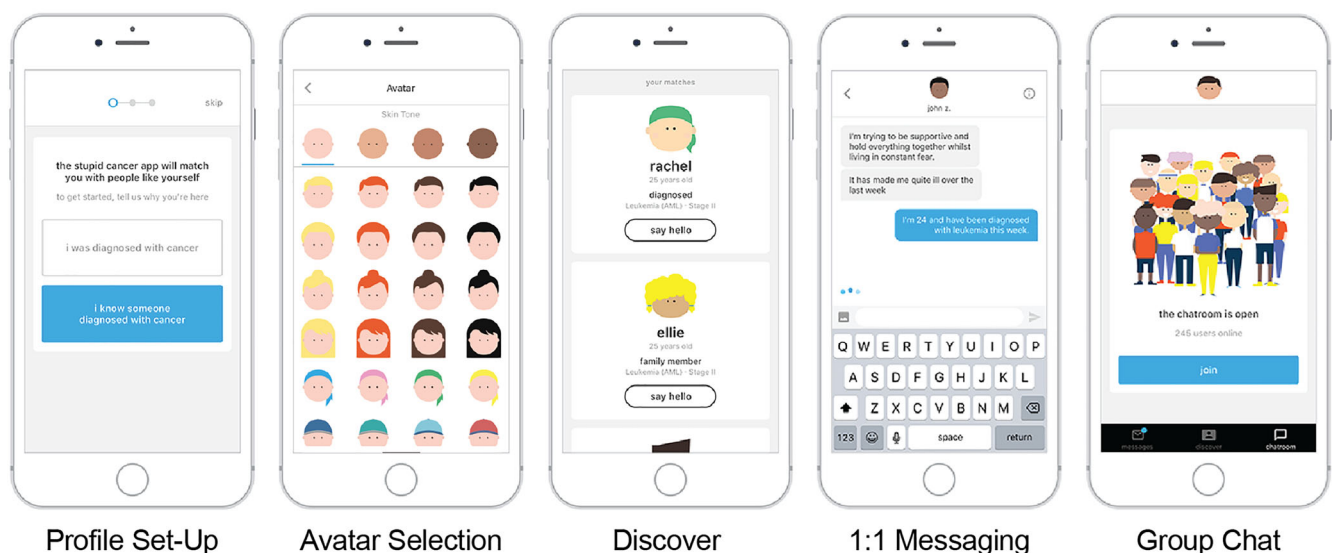 skip
the stupid cancer app will match
you with people like yourself
to get started, tell us why you're here
i was diagnosed with cancer
i know someone
diagnosed with cancer
Profile Set-Up
Avatar
Skin Tone
Avatar Selection
your matches
rachel
25 years old
diagnosed
Leukemia (AML) · Stage II
say hello
ellie
25 years old
family member
Leukemia (AML) · Stage II
say hello
Discover
john z.
I'm trying to be supportive and
hold everything together whilst
living in constant fear.
It has made me quite ill over the
last week
I'm 24 and have been diagnosed
with leukemia this week.
Q W E R T Y U I O P
A S D F G H J K L
Z X C V B N M
123 space return
1:1 Messaging
the chatroom is open
245 users online
join
messages discover chatroom
Group Chat